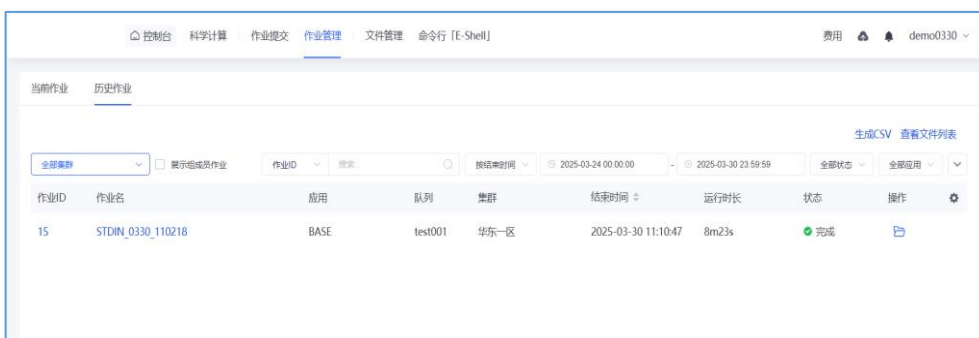 控制台 科学计算 作业提交 作业管理 文件管理 命令行「E-Shell」 费用 demo0330
当前作业 历史作业
生成CSV 查看文件列表
全部集群 展示组成员作业 作业ID 搜索... 按结束时间 2025-03-24 00:00:00 - 2025-03-30 23:59:59 全部状态 全部应用
作业ID 作业名 应用 队列 集群 结束时间 运行时长 状态 操作
15 STDIN_0330_110218 BASE test001 华东一区 2025-03-30 11:10:47 8m23s 完成